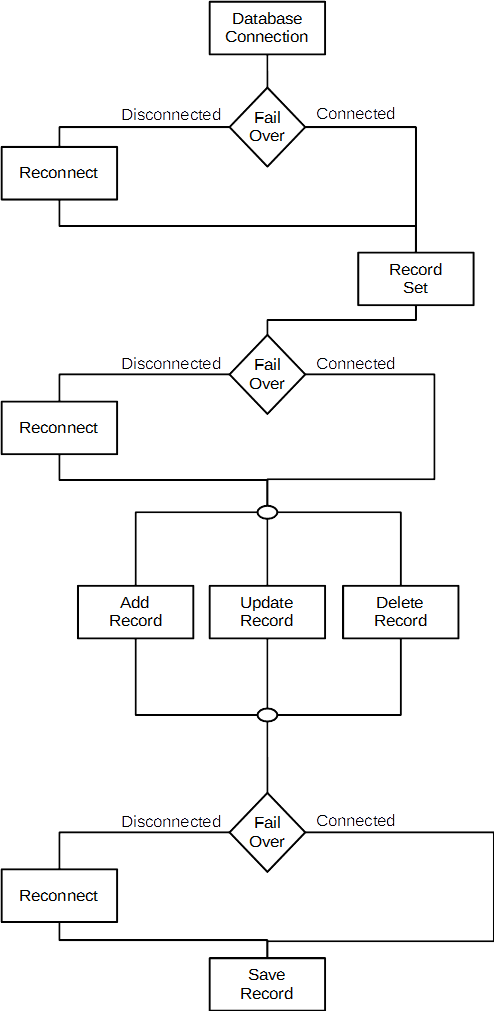 Database
Connection
Disconnected
Fail
Over
Connected
Reconnect
Record
Set
Disconnected
Fail
Over
Connected
Reconnect
Add
Record
Update
Record
Delete
Record
Disconnected
Fail
Over
Connected
Reconnect
Save
Record